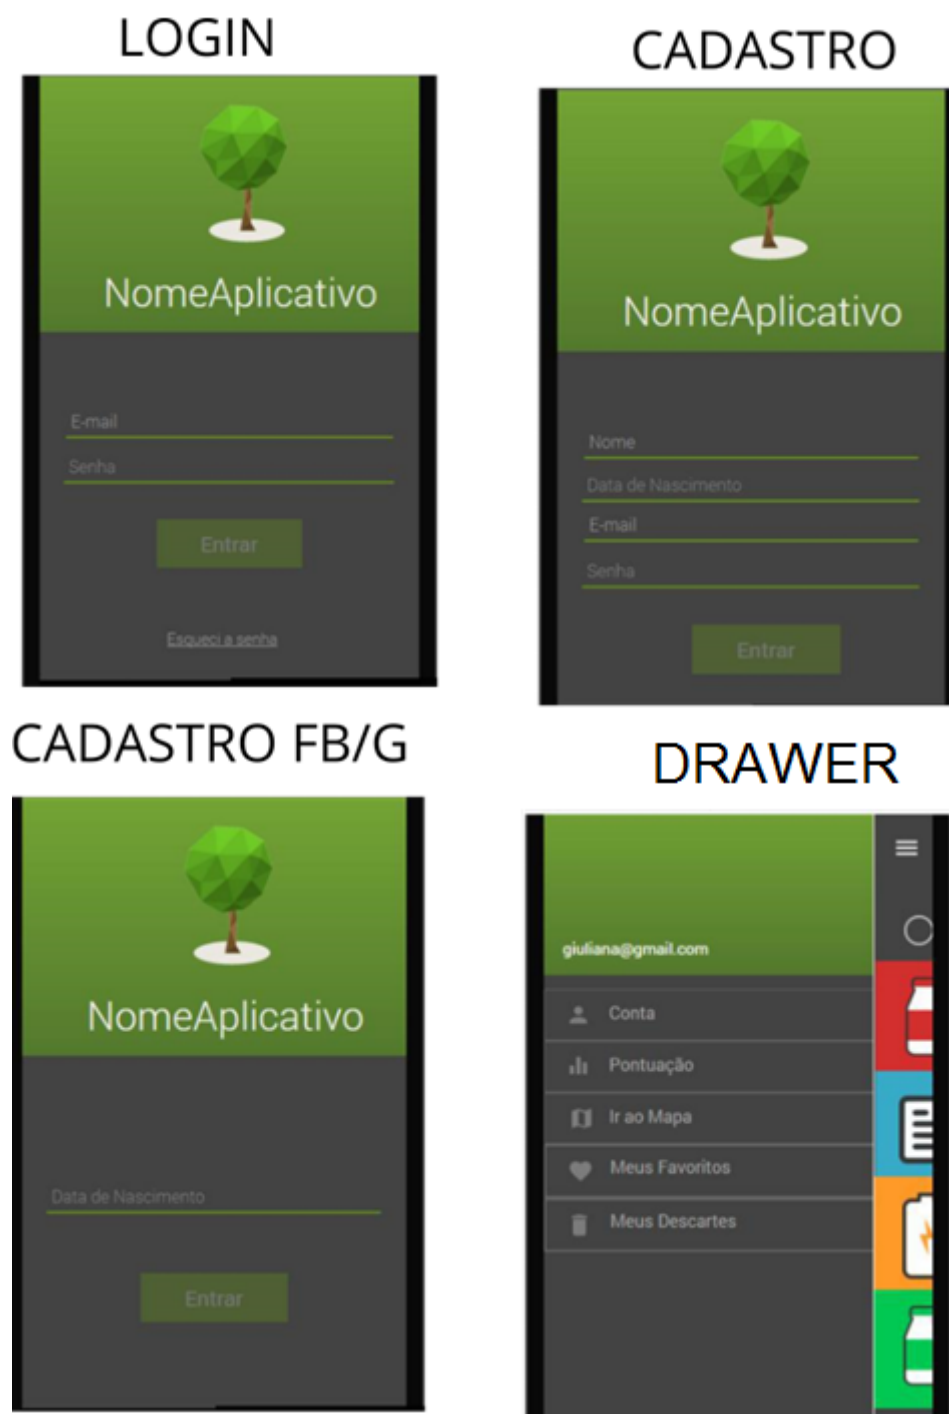 LOGIN
NomeAplicativo
E-mail
Senha
Entrar
Esqueci a senha
CADASTRO
NomeAplicativo
Nome
Data de Nascimento
E-mail
Senha
Entrar
CADASTRO FB/G
NomeAplicativo
Data de Nascimento
Entrar
DRAWER
giuliana@gmail.com
Conta
Pontuação
Ir ao Mapa
Meus Favoritos
Meus Descartes